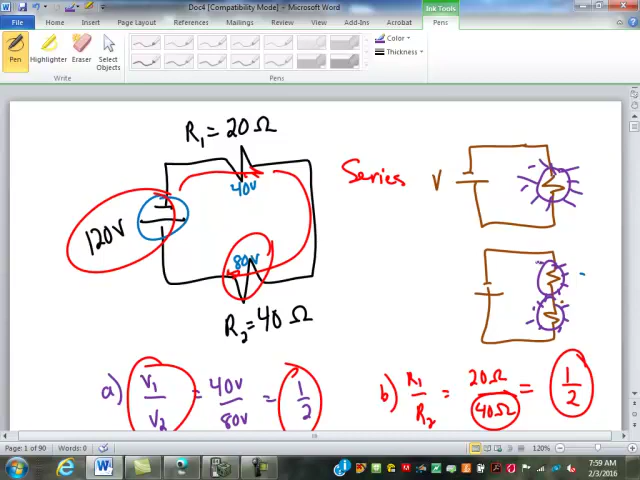 Doc4 [Compatibility Mode] - Microsoft Word
Ink Tools
File
Home
Insert
Page Layout
References
Mailings
Review
View
Add-Ins
Acrobat
Pens
Pen
Highlighter
Eraser
Select
Objects
Color
Thickness
Write
Pens
R1 = 20Ω
40V
Series
V
120V
80V
R2 = 40Ω
a) V1/V2 = 40V/80V = 1/2
b) R1/R2 = 20Ω/40Ω = 1/2
Page: 1 of 90
Words: 0
120%
7:59 AM
2/3/2016